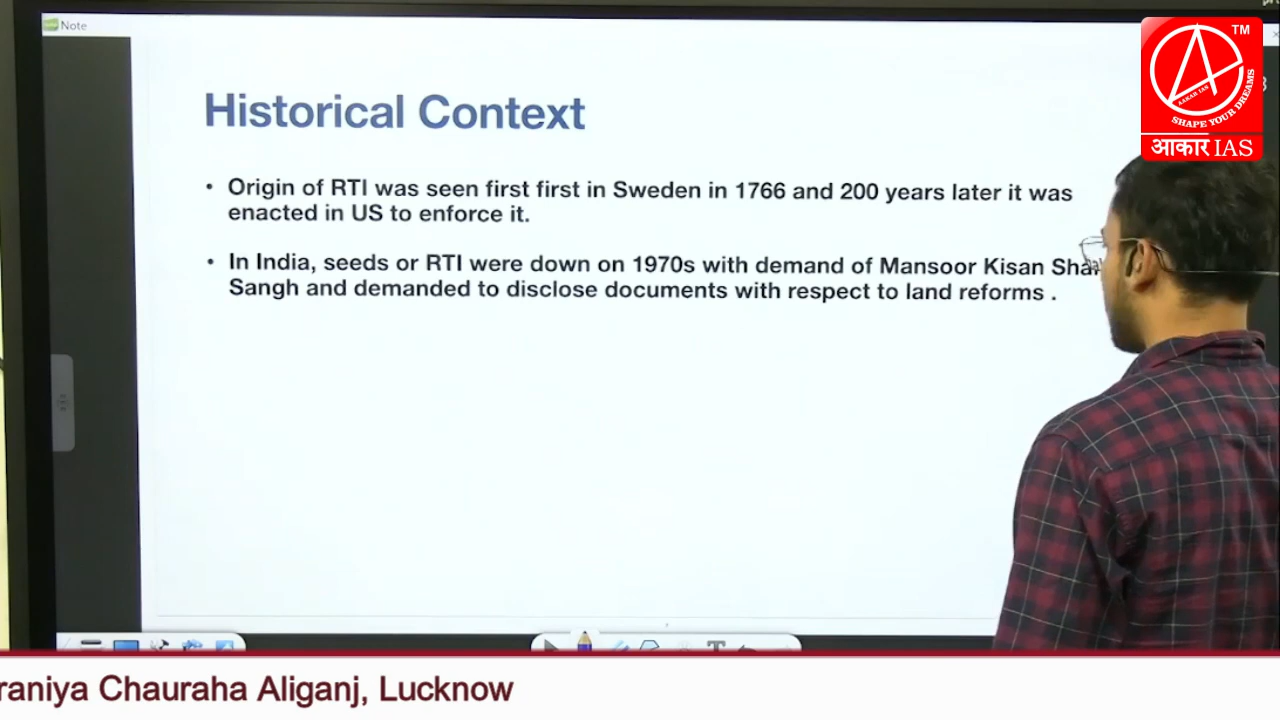 Note
Historical Context
• Origin of RTI was seen first first in Sweden in 1766 and 200 years later it was
enacted in US to enforce it.
• In India, seeds or RTI were down on 1970s with demand of Mansoor Kisan
Sangh and demanded to disclose documents with respect to land reforms .
TM
AAKAR IAS
SHAPE YOUR DREAMS
आकार IAS
Chauraha Aliganj, Lucknow